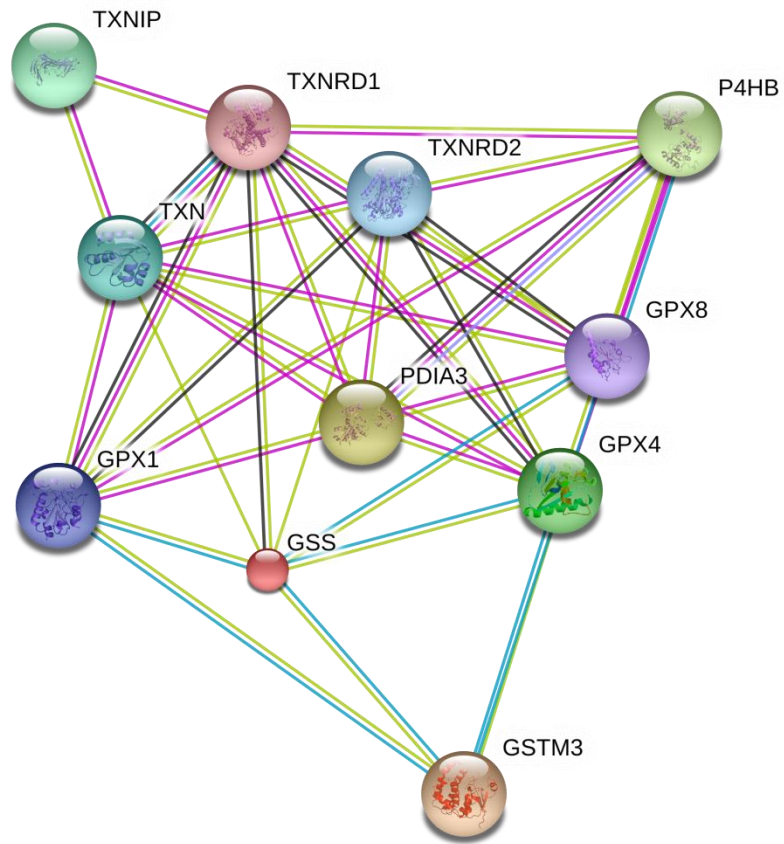 TXNIP
TXNRD1
P4HB
TXNRD2
TXN
GPX8
PDIA3
GPX4
GPX1
GSS
GSTM3